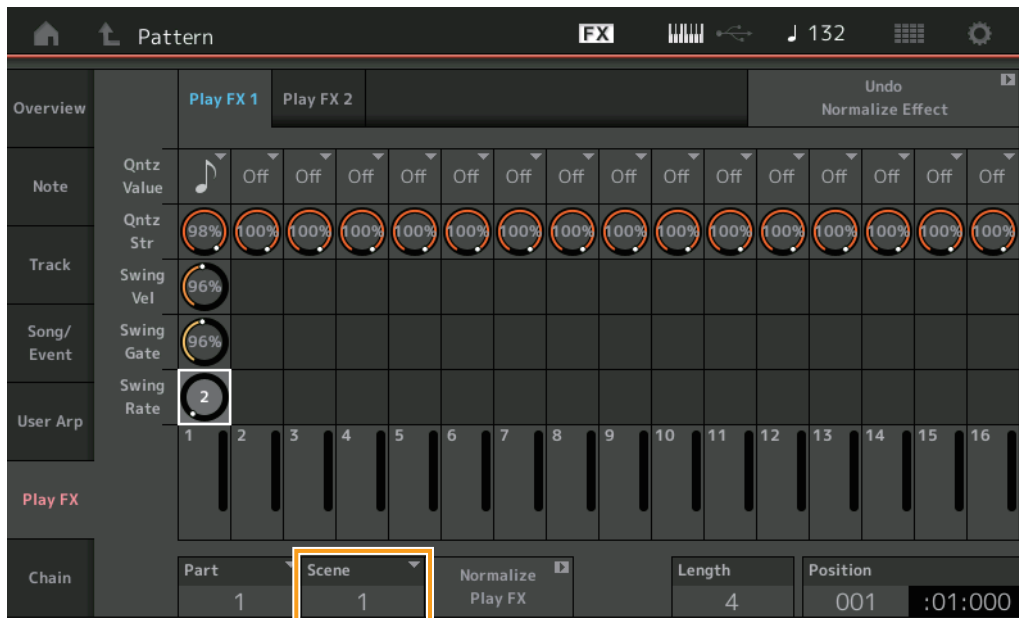 Pattern FX 132
Play FX 1 Play FX 2 Undo
Normalize Effect
Overview
Note
Track
Song/
Event
User Arp
Play FX
Chain
Qntz
Value Off Off Off Off Off Off Off Off Off Off Off Off Off Off Off
Qntz
Str 98% 100% 100% 100% 100% 100% 100% 100% 100% 100% 100% 100% 100% 100% 100% 100%
Swing
Vel 96%
Swing
Gate 96%
Swing
Rate 2
1 2 3 4 5 6 7 8 9 10 11 12 13 14 15 16
Part Scene Normalize
Play FX Length Position
1 1 4 001 :01:000